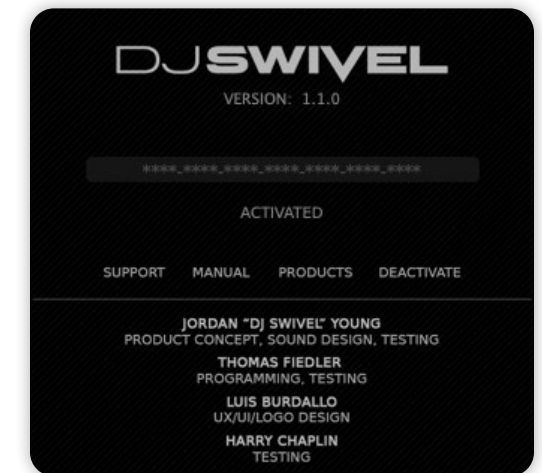 DJSWIVEL
VERSION: 1.1.0
****-****-****-****-****-****-****
ACTIVATED
SUPPORT MANUAL PRODUCTS DEACTIVATE
JORDAN “DJ SWIVEL” YOUNG
PRODUCT CONCEPT, SOUND DESIGN, TESTING
THOMAS FIEDLER
PROGRAMMING, TESTING
LUIS BURDALLO
UX/UI/LOGO DESIGN
HARRY CHAPLIN
TESTING